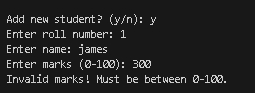 Add new student? (y/n): y
Enter roll number: 1
Enter name: james
Enter marks (0-100): 300
Invalid marks! Must be between 0-100.